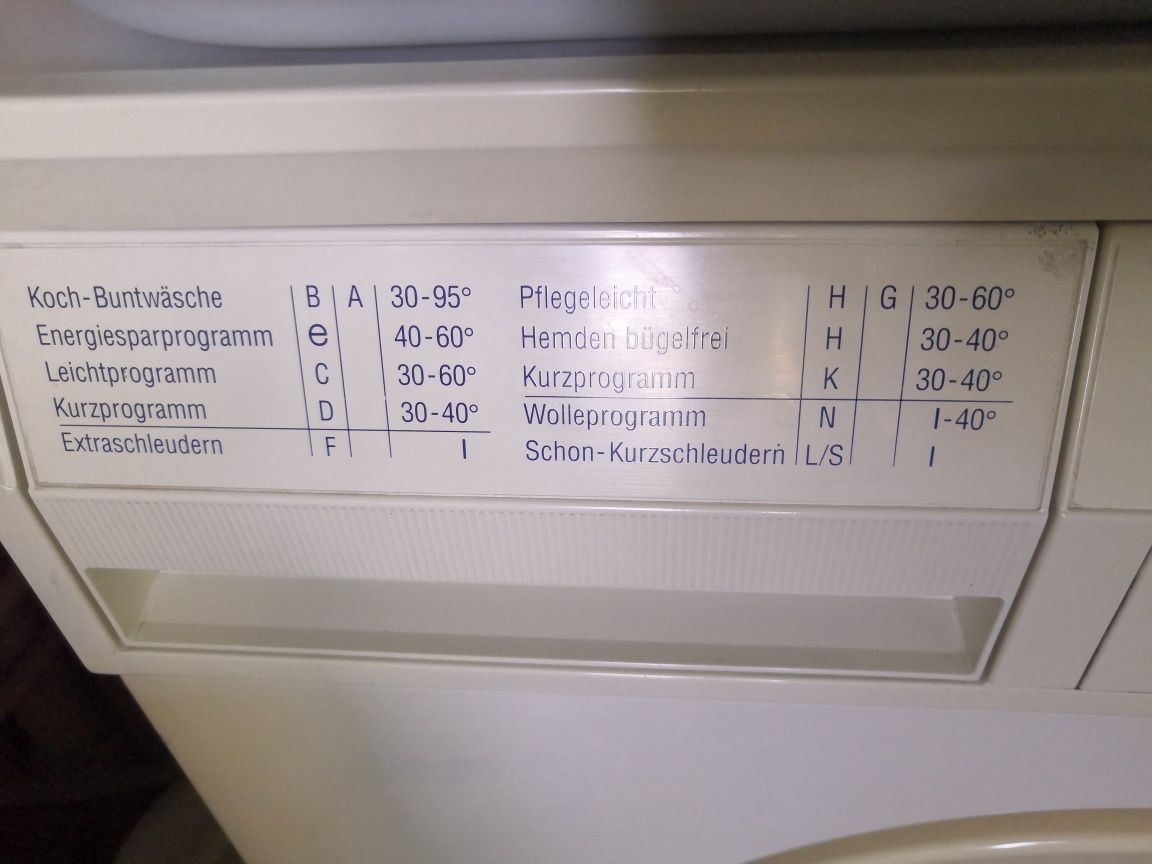 Koch-Buntwäsche B A 30-95°
Energiesparprogramm e 40-60°
Leichtprogramm C 30-60°
Kurzprogramm D 30-40°
Extraschleudern F I
Pflegeleicht H G 30-60°
Hemden bügelfrei H 30-40°
Kurzprogramm K 30-40°
Wolleprogramm N I-40°
Schon-Kurzschleudern L/S I